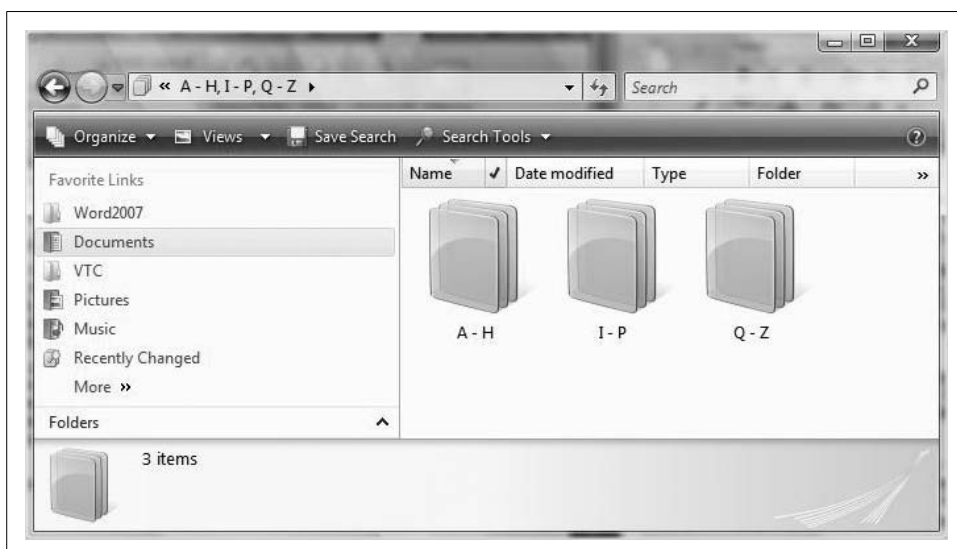 « A - H, I - P, Q - Z
Search
Organize Views Save Search Search Tools ?
Favorite Links
Word2007
Documents
VTC
Pictures
Music
Recently Changed
More »
Folders
Name Date modified Type Folder »
A - H I - P Q - Z
3 items